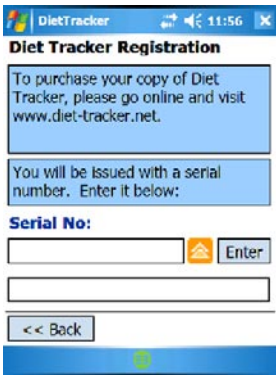 DietTracker 11:56
Diet Tracker Registration
To purchase your copy of Diet
Tracker, please go online and visit
www.diet-tracker.net.
You will be issued with a serial
number. Enter it below:
Serial No:
Enter
<< Back